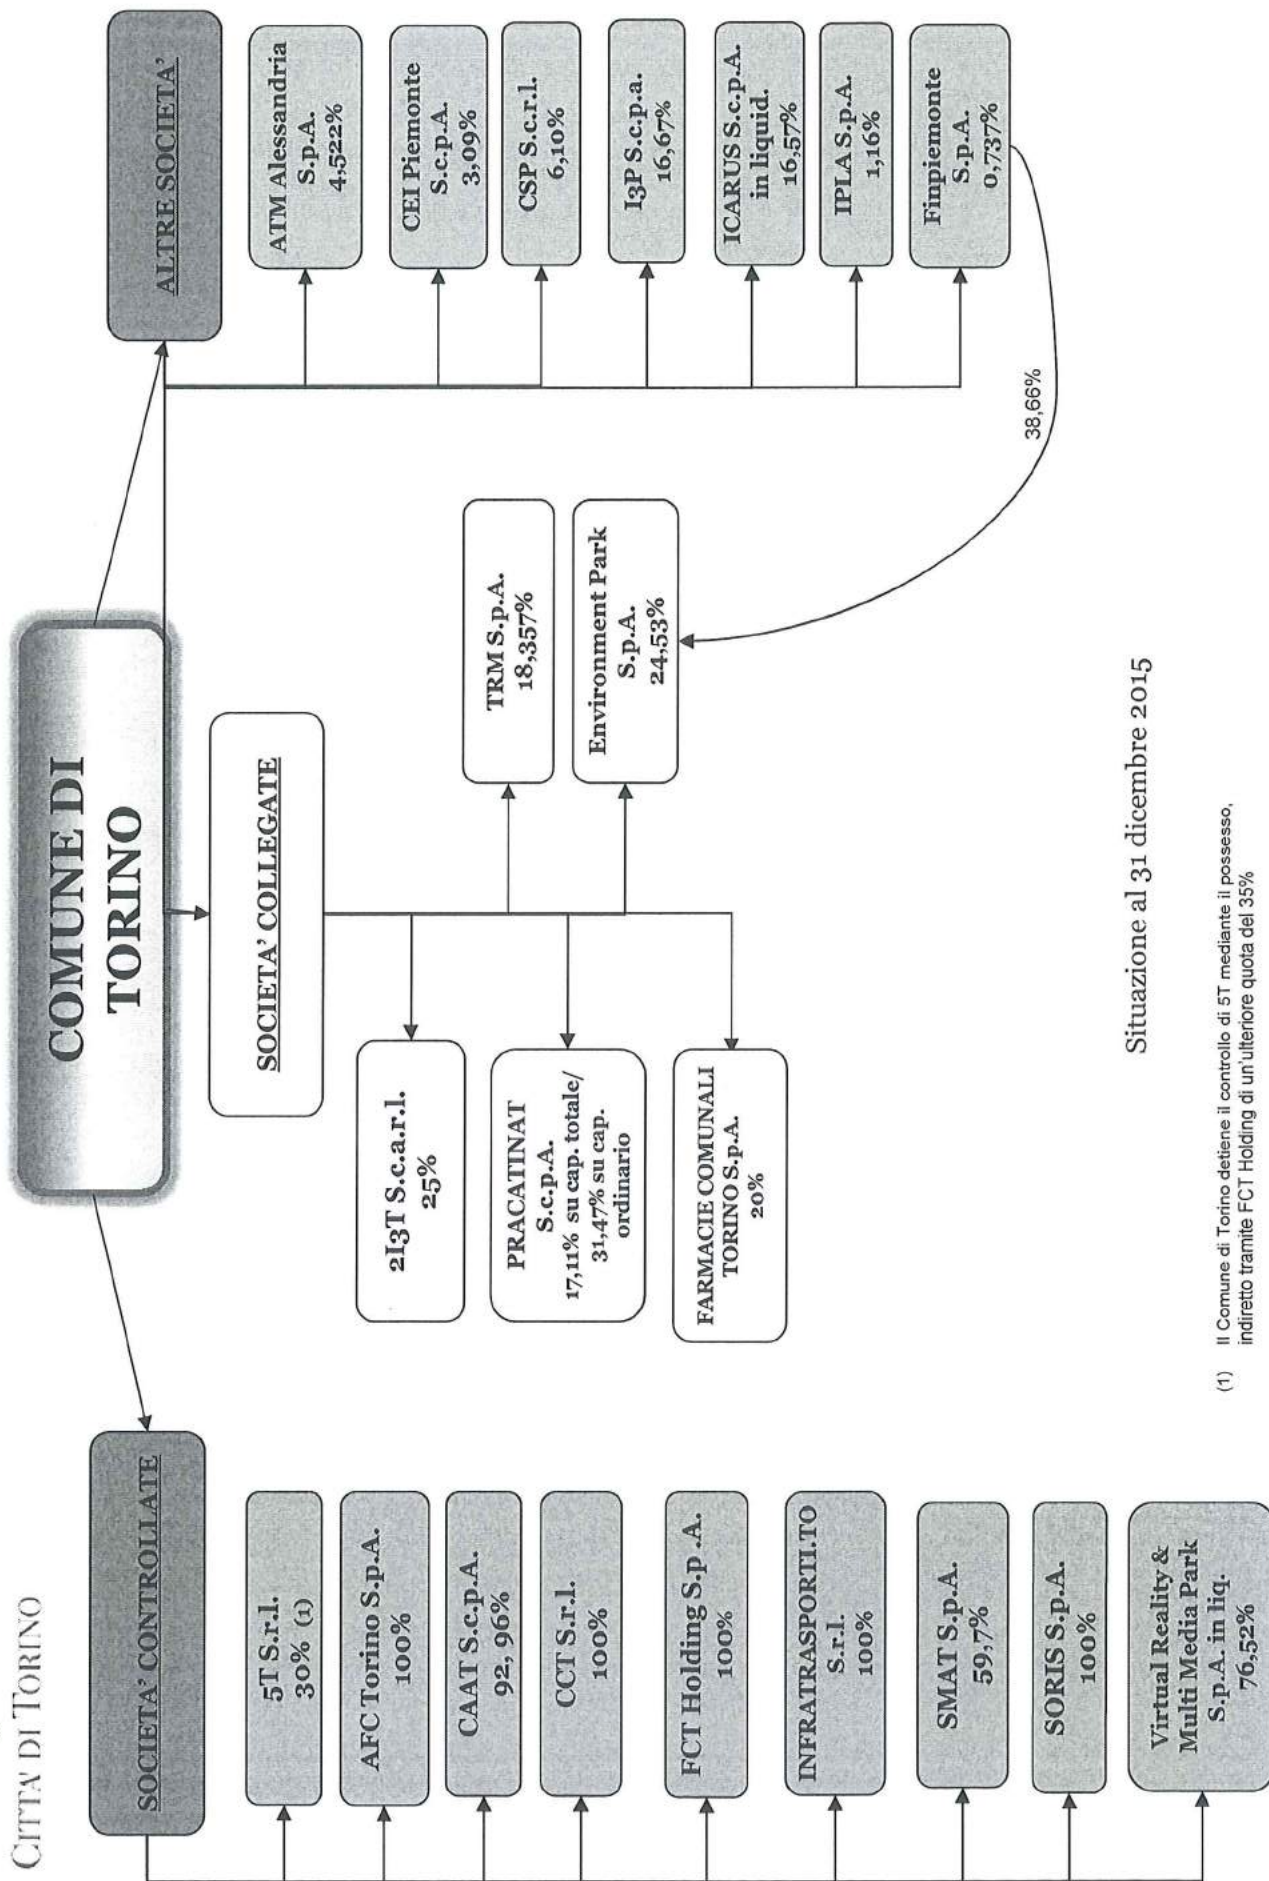 CITTA' DI TORINO
COMUNE DI
TORINO
SOCIETA' CONTROLLATE
5T S.r.l.
30% (1)
AFC Torino S.p.A.
100%
CAAT S.c.p.A.
92, 96%
CCT S.r.l.
100%
FCT Holding S.p .A.
100%
INFRATRASPORTI.TO
S.r.l.
100%
SMAT S.p.A.
59,7%
SORIS S.p.A.
100%
Virtual Reality &
Multi Media Park
S.p.A. in liq.
76,52%
SOCIETA' COLLEGATE
2I3T S.c.a.r.l.
25%
PRACATINAT
S.c.p.A.
17,11% su cap. totale/
31,47% su cap.
ordinario
FARMACIE COMUNALI
TORINO S.p.A.
20%
TRM S.p.A.
18,357%
Environment Park
S.p.A.
24,53%
ALTRE SOCIETA'
ATM Alessandria
S.p.A.
4,522%
CEI Piemonte
S.c.p.A.
3,09%
CSP S.c.r.l.
6,10%
I3P S.c.p.a.
16,67%
ICARUS S.c.p.A.
in liquid.
16,57%
IPLA S.p.A.
1,16%
Finpiemonte
S.p.A.
0,737%
38,66%
Situazione al 31 dicembre 2015
(1) Il Comune di Torino detiene il controllo di 5T mediante il possesso,
indiretto tramite FCT Holding di un'ulteriore quota del 35%